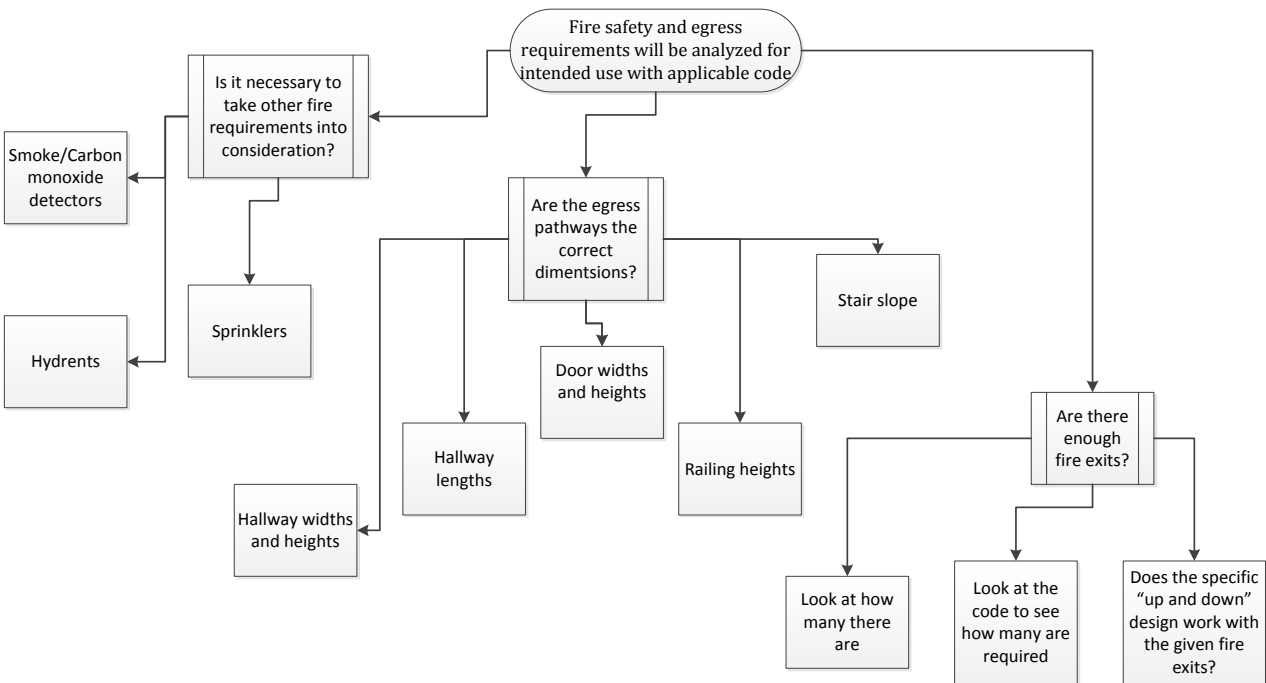 Fire safety and egress
requirements will be analyzed for
intended use with applicable code
Is it necessary to
take other fire
requirements into
consideration?
Smoke/Carbon
monoxide
detectors
Hydrents
Sprinklers
Are the egress
pathways the
correct
dimentsions?
Hallway widths
and heights
Hallway
lengths
Door widths
and heights
Railing heights
Stair slope
Are there
enough
fire exits?
Look at how
many there
are
Look at the
code to see
how many are
required
Does the specific
“up and down”
design work with
the given fire
exits?